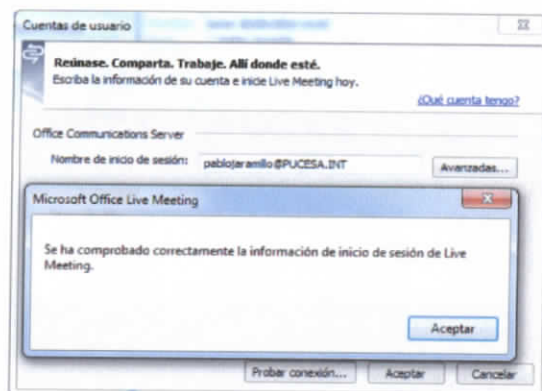 Cuentas de usuario
Reúnase. Comparta. Trabaje. Allí donde esté.
Escriba la información de su cuenta e inicie Live Meeting hoy.
¿Qué cuenta tengo?
Office Communications Server
Nombre de inicio de sesión: pablojaramillo@PUCESA.INT Avanzadas...
Microsoft Office Live Meeting
Se ha comprobado correctamente la información de inicio de sesión de Live
Meeting.
Aceptar
Probar conexión... Aceptar Cancelar